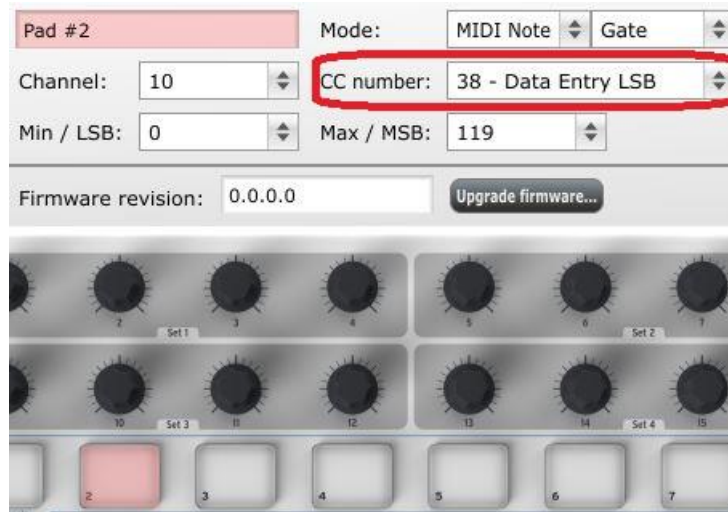 Pad #2 Mode: MIDI Note Gate
Channel: 10 CC number: 38 - Data Entry LSB
Min / LSB: 0 Max / MSB: 119
Firmware revision: 0.0.0.0 Upgrade firmware...
2 3 4 5 6 7
Set 1 Set 2
10 11 12 13 14 15
Set 3 Set 4
2 3 4 5 6 7